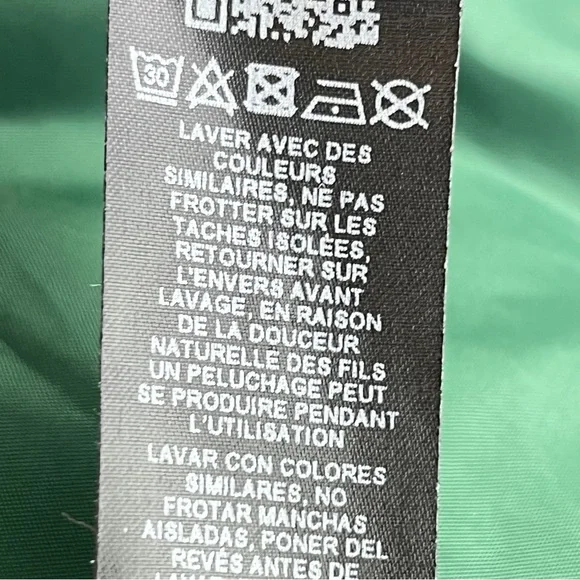 30
LAVER AVEC DES
COULEURS
SIMILAIRES, NE PAS
FROTTER SUR LES
TACHES ISOLÉES,
RETOURNER SUR
L'ENVERS AVANT
LAVAGE, EN RAISON
DE LA DOUCEUR
NATURELLE DES FILS
UN PELUCHAGE PEUT
SE PRODUIRE PENDANT
L'UTILISATION
LAVAR CON COLORES
SIMILARES, NO
FROTAR MANCHAS
AISLADAS, PONER DEL
REVÉS ANTES DE